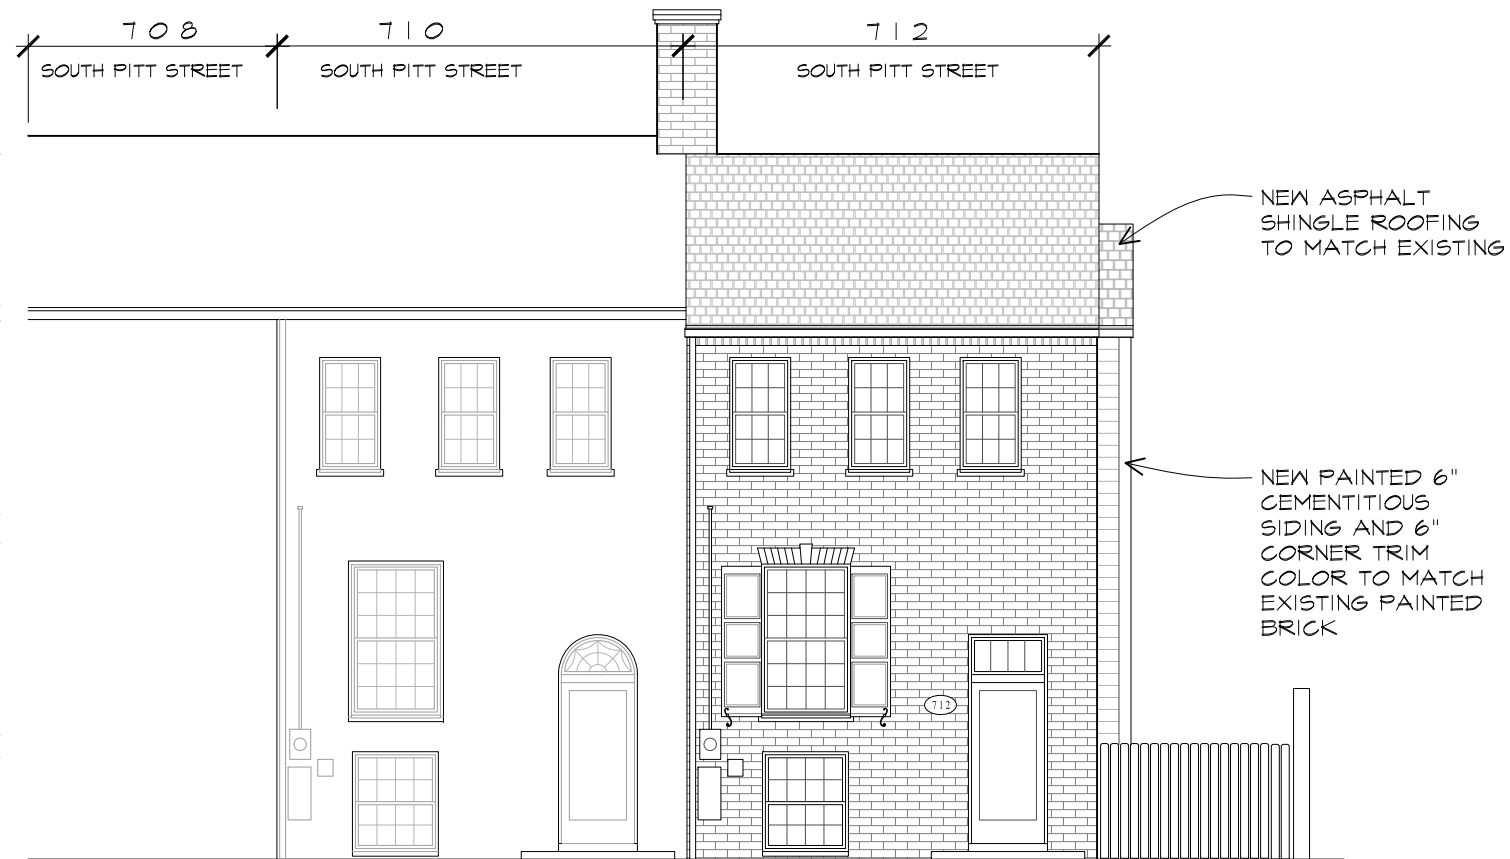 708
SOUTH PITT STREET
710
SOUTH PITT STREET
712
SOUTH PITT STREET
NEW ASPHALT
SHINGLE ROOFING
TO MATCH EXISTING
NEW PAINTED 6"
CEMENTITIOUS
SIDING AND 6"
CORNER TRIM
COLOR TO MATCH
EXISTING PAINTED
BRICK
712